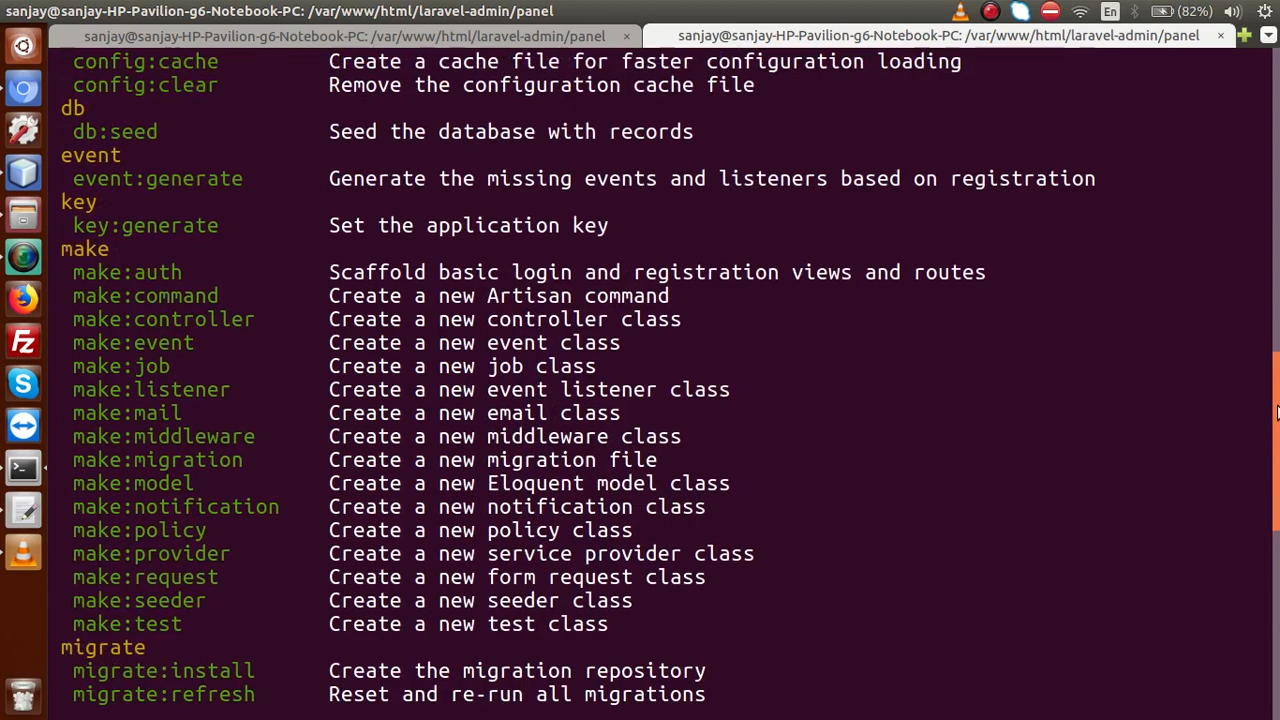 sanjay@sanjay-HP-Pavilion-g6-Notebook-PC: /var/www/html/laravel-admin/panel
En
(82%)
sanjay@sanjay-HP-Pavilion-g6-Notebook-PC: /var/www/html/laravel-admin/panel ×
sanjay@sanjay-HP-Pavilion-g6-Notebook-PC: /var/www/html/laravel-admin/panel ×
config:cache Create a cache file for faster configuration loading
config:clear Remove the configuration cache file
db
db:seed Seed the database with records
event
event:generate Generate the missing events and listeners based on registration
key
key:generate Set the application key
make
make:auth Scaffold basic login and registration views and routes
make:command Create a new Artisan command
make:controller Create a new controller class
make:event Create a new event class
make:job Create a new job class
make:listener Create a new event listener class
make:mail Create a new email class
make:middleware Create a new middleware class
make:migration Create a new migration file
make:model Create a new Eloquent model class
make:notification Create a new notification class
make:policy Create a new policy class
make:provider Create a new service provider class
make:request Create a new form request class
make:seeder Create a new seeder class
make:test Create a new test class
migrate
migrate:install Create the migration repository
migrate:refresh Reset and re-run all migrations